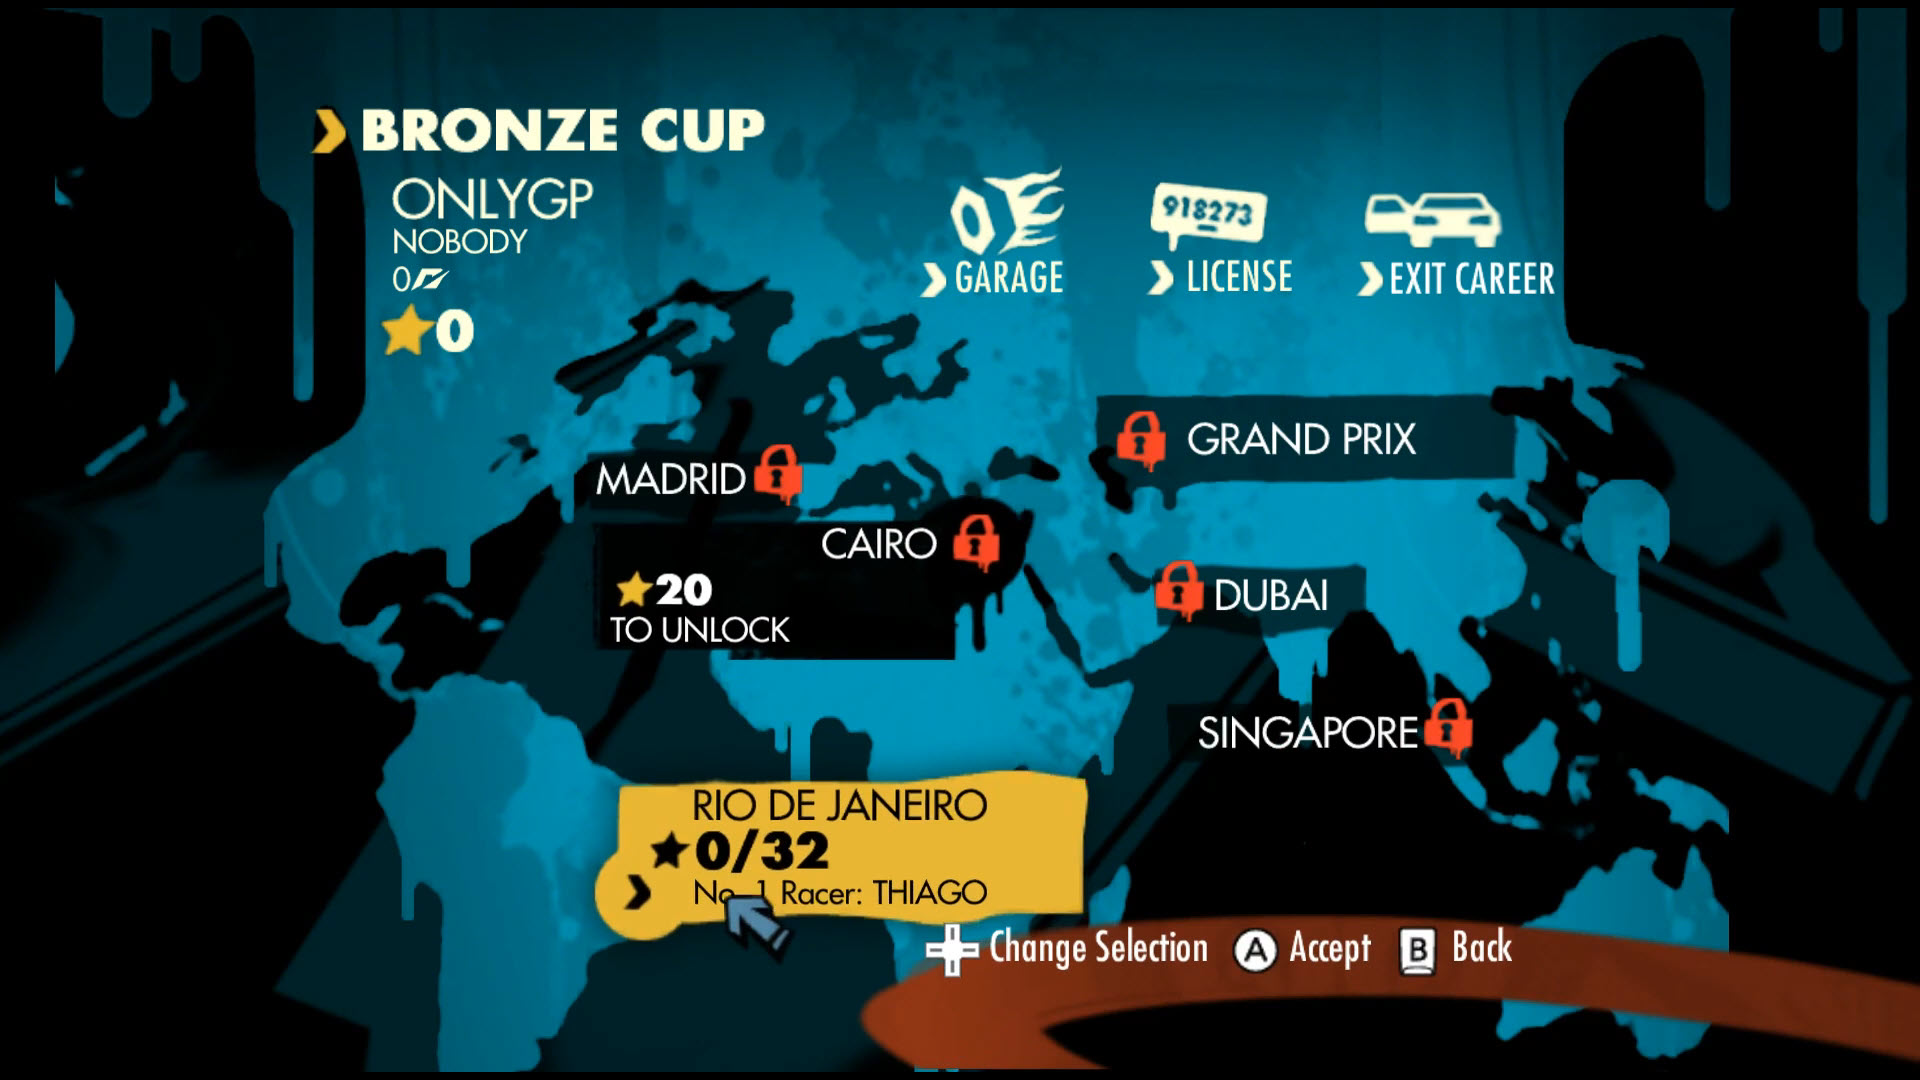 BRONZE CUP
ONLYGP
NOBODY
0
0
918273
GARAGE
LICENSE
EXIT CAREER
GRAND PRIX
MADRID
CAIRO
20
TO UNLOCK
DUBAI
SINGAPORE
RIO DE JANEIRO
0/32
No. 1 Racer: THIAGO
Change Selection
A Accept
B Back